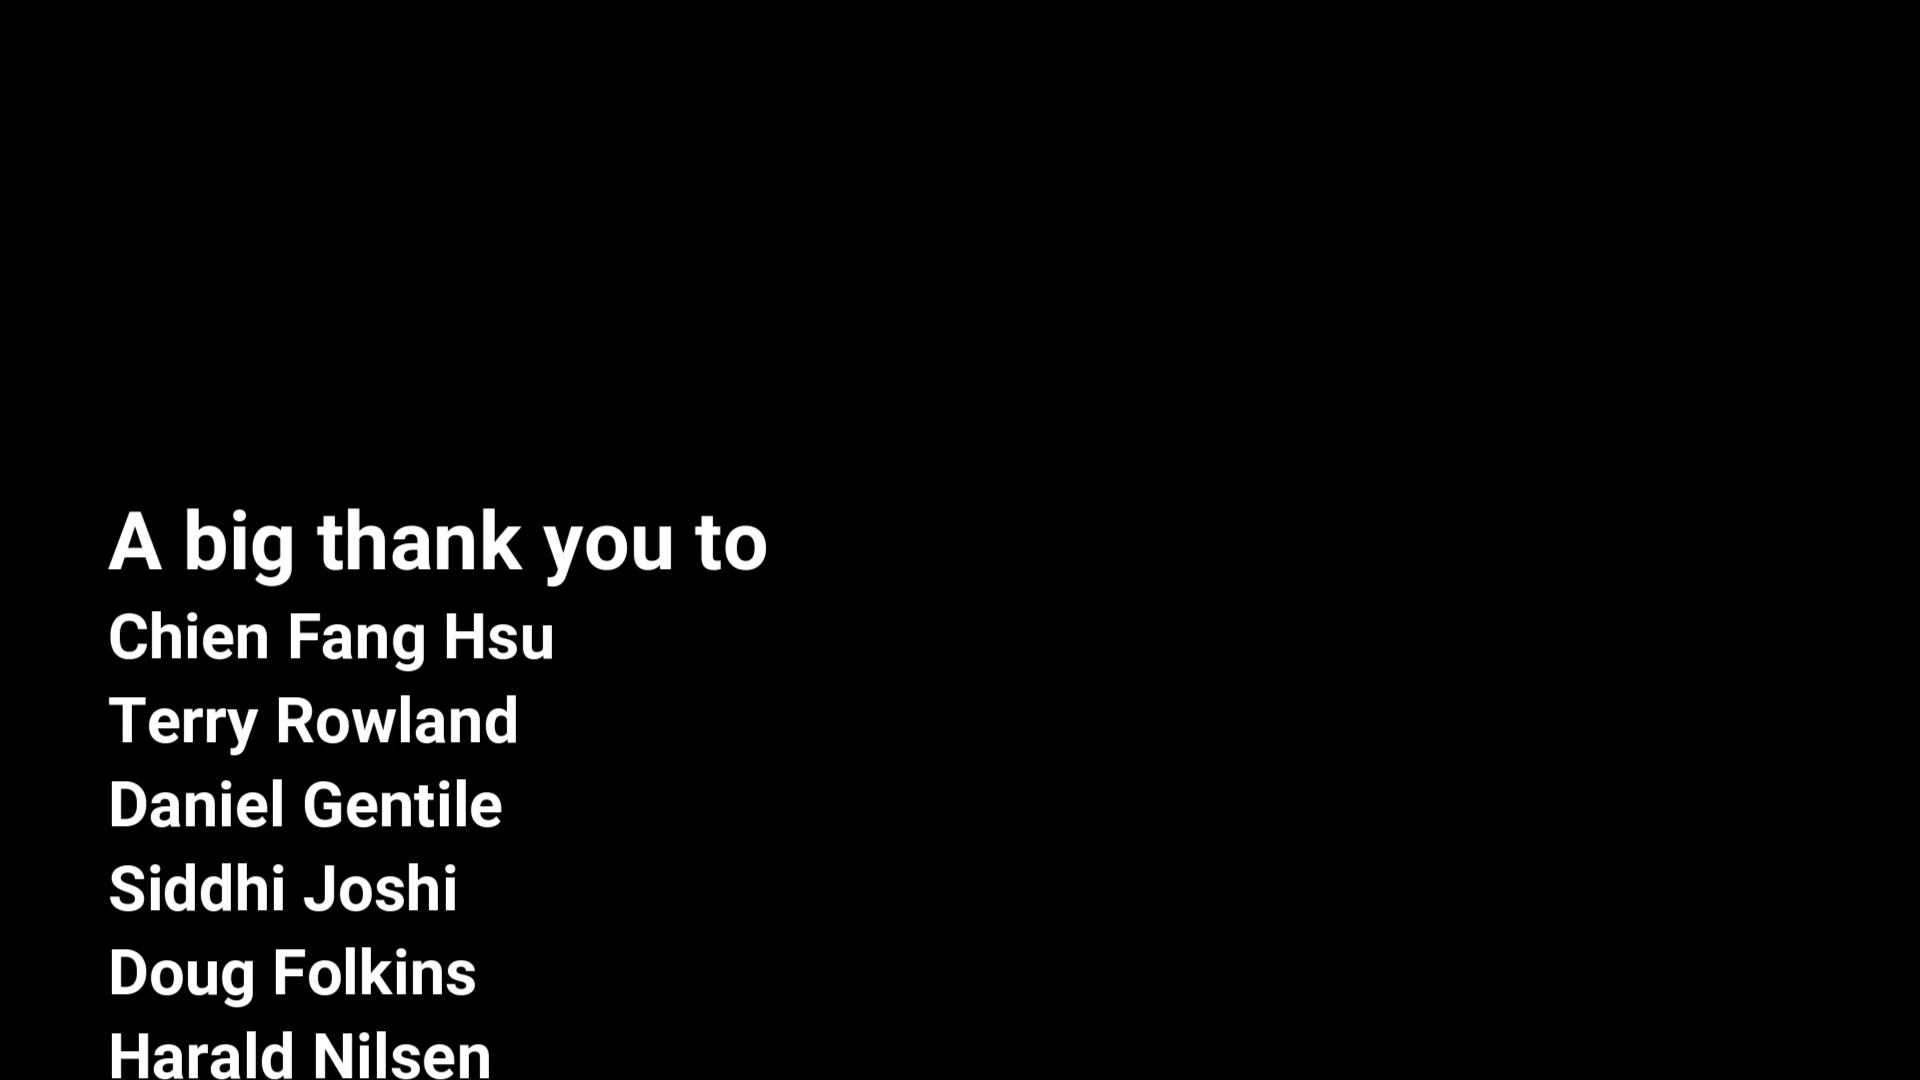 A big thank you to
Chien Fang Hsu
Terry Rowland
Daniel Gentile
Siddhi Joshi
Doug Folkins
Harald Nilsen